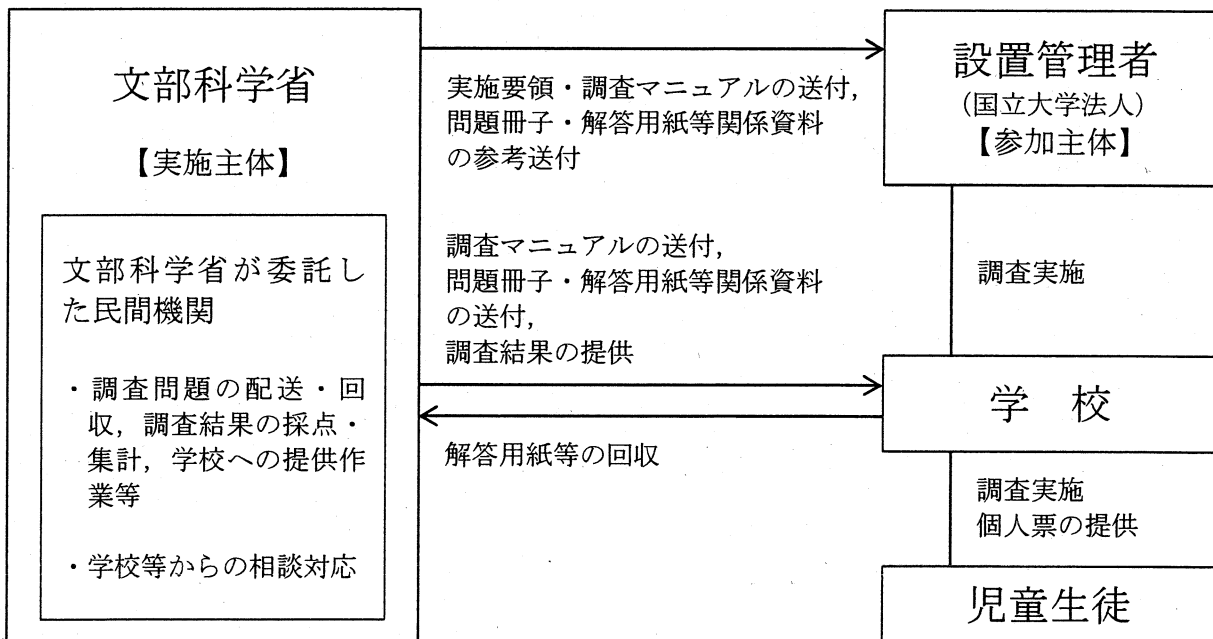 文部科学省
【実施主体】
文部科学省が委託し
た民間機関
・調査問題の配送・回
収，調査結果の採点・
集計，学校への提供作
業等
・学校等からの相談対応
実施要領・調査マニュアルの送付，
問題冊子・解答用紙等関係資料
の参考送付
調査マニュアルの送付，
問題冊子・解答用紙等関係資料
の送付，
調査結果の提供
解答用紙等の回収
設置管理者
（国立大学法人）
【参加主体】
調査実施
学　校
調査実施
個人票の提供
児童生徒